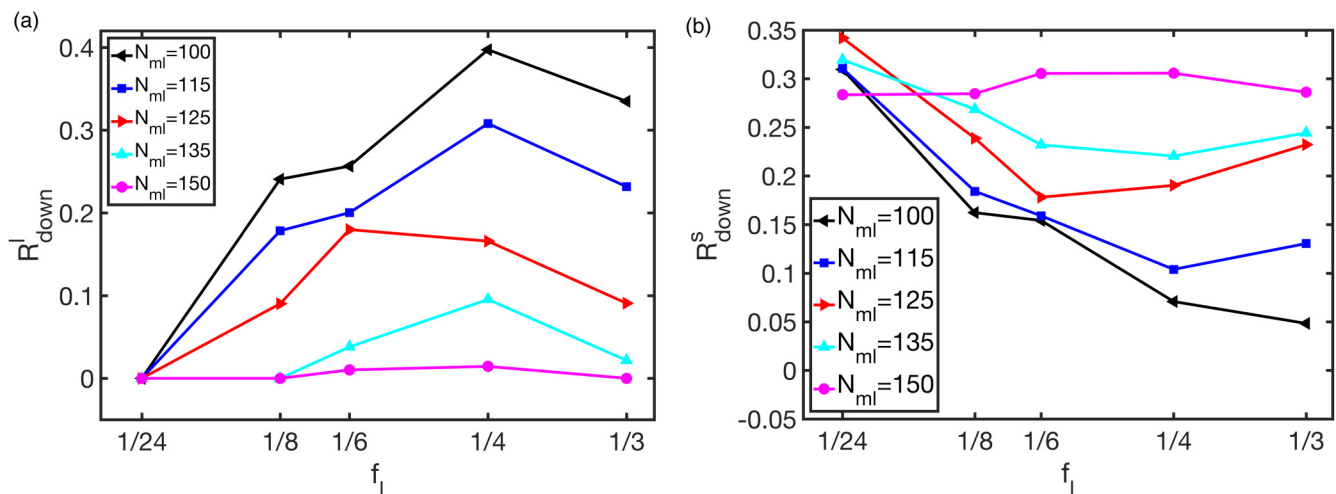 (a)
0.4
0.3
0.2
0.1
0
R^l_down
N_ml=100
N_ml=115
N_ml=125
N_ml=135
N_ml=150
1/24
1/8
1/6
1/4
1/3
f_l
(b)
0.35
0.3
0.25
0.2
0.15
0.1
0.05
0
-0.05
R^s_down
N_ml=100
N_ml=115
N_ml=125
N_ml=135
N_ml=150
1/24
1/8
1/6
1/4
1/3
f_l